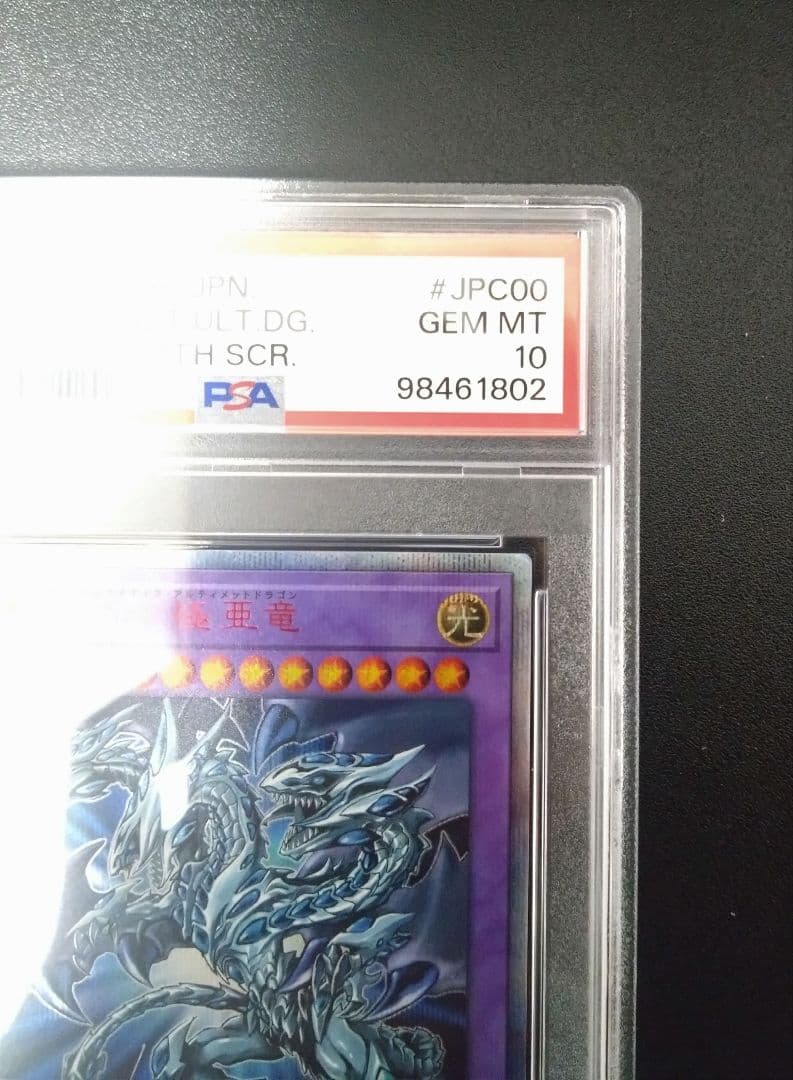 JPN. #JPC00
ULT.DG. GEM MT
TH SCR. 10
PSA 98461802
アルティメットドラゴン
極亜竜
光